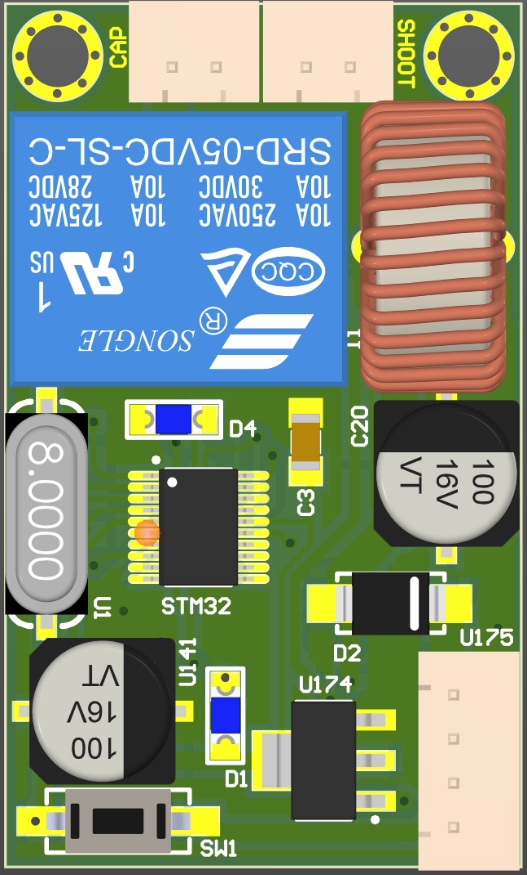 CAP
SHOOT
SRD-05VDC-SL-C
10A 30VDC 10A 28VDC
10A 250VAC 10A 125VAC
CQC
c
US
1
SONGLE
®
T1
D4
C20
C3
8.0000
100
16V
VT
U1
STM32
D2
U175
U141
U174
VT
16V
100
D1
SW1